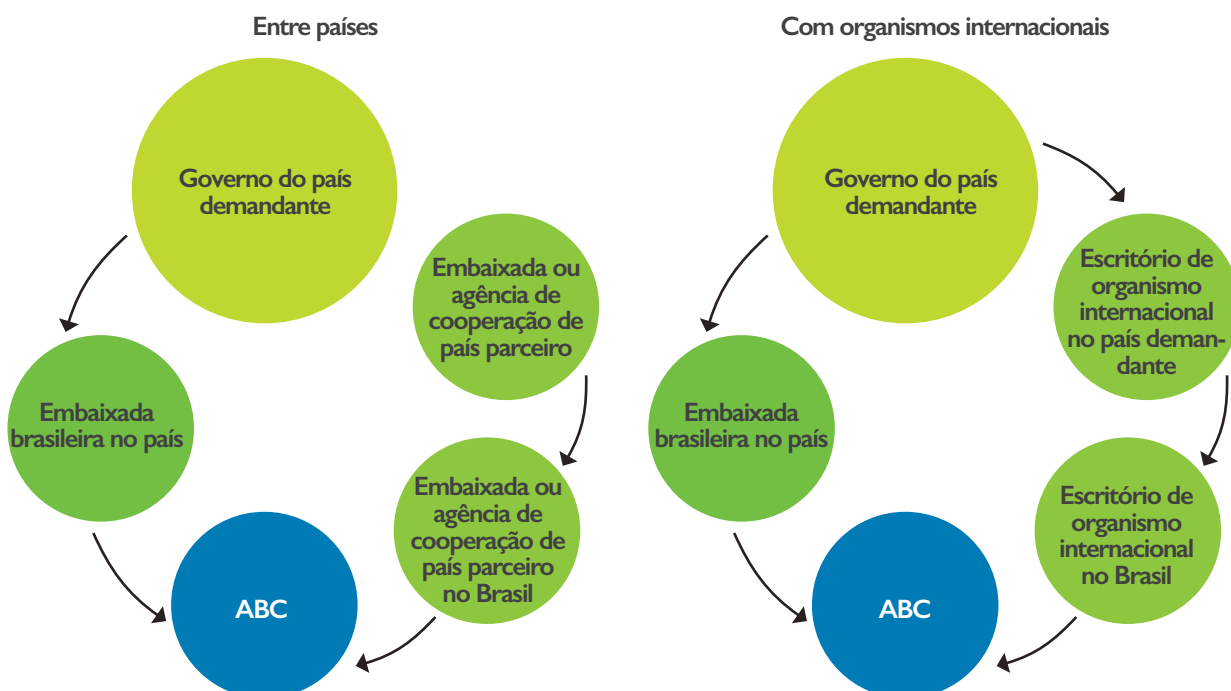 Entre países
Governo do país
demandante
Embaixada ou
agência de
cooperação de
país parceiro
Embaixada
brasileira no país
Embaixada ou
agência de
cooperação de
país parceiro
no Brasil
ABC
Com organismos internacionais
Governo do país
demandante
Escritório de
organismo
internacional
no país deman-
dante
Embaixada
brasileira no país
Escritório de
organismo
internacional
no Brasil
ABC